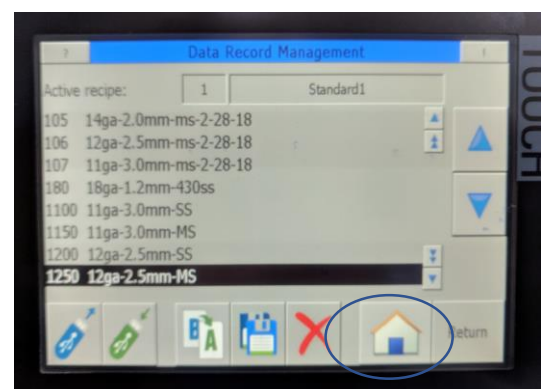 ? Data Record Management
Active recipe: 1 Standard1
105 14ga-2.0mm-ms-2-28-18
106 12ga-2.5mm-ms-2-28-18
107 11ga-3.0mm-ms-2-28-18
180 18ga-1.2mm-430ss
1100 11ga-3.0mm-SS
1150 11ga-3.0mm-MS
1200 12ga-2.5mm-SS
1250 12ga-2.5mm-MS
B A
Return
TOUCH